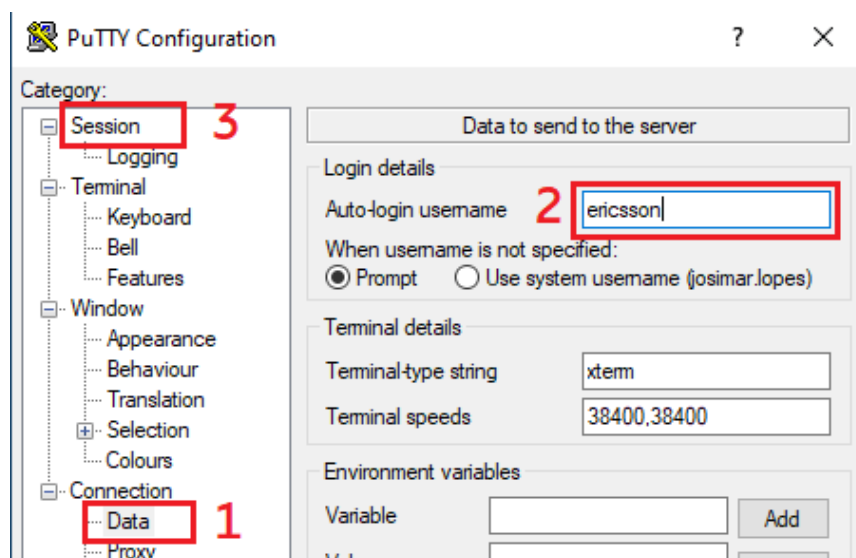 PuTTY Configuration
?
Category:
Session
3
Logging
Terminal
Keyboard
Bell
Features
Window
Appearance
Behaviour
Translation
Selection
Colours
Connection
Data
1
Proxy
Data to send to the server
Login details
Auto-login username
2
ericsson
When username is not specified:
Prompt
Use system username (josimar.lopes)
Terminal details
Terminal-type string
xterm
Terminal speeds
38400,38400
Environment variables
Variable
Add